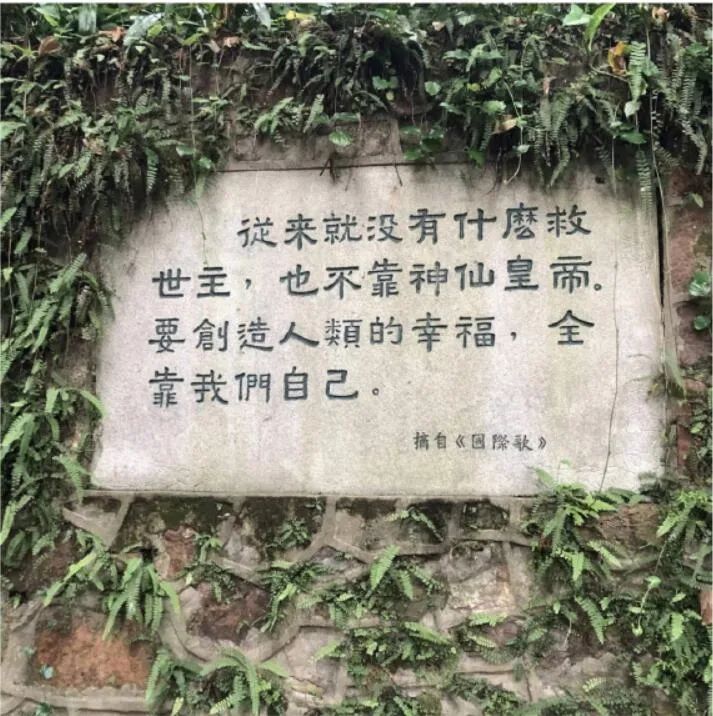 從来就没有什麽救
世主，也不靠神仙皇帝。
要創造人類的幸福，全
靠我們自己。
摘自《國際歌》